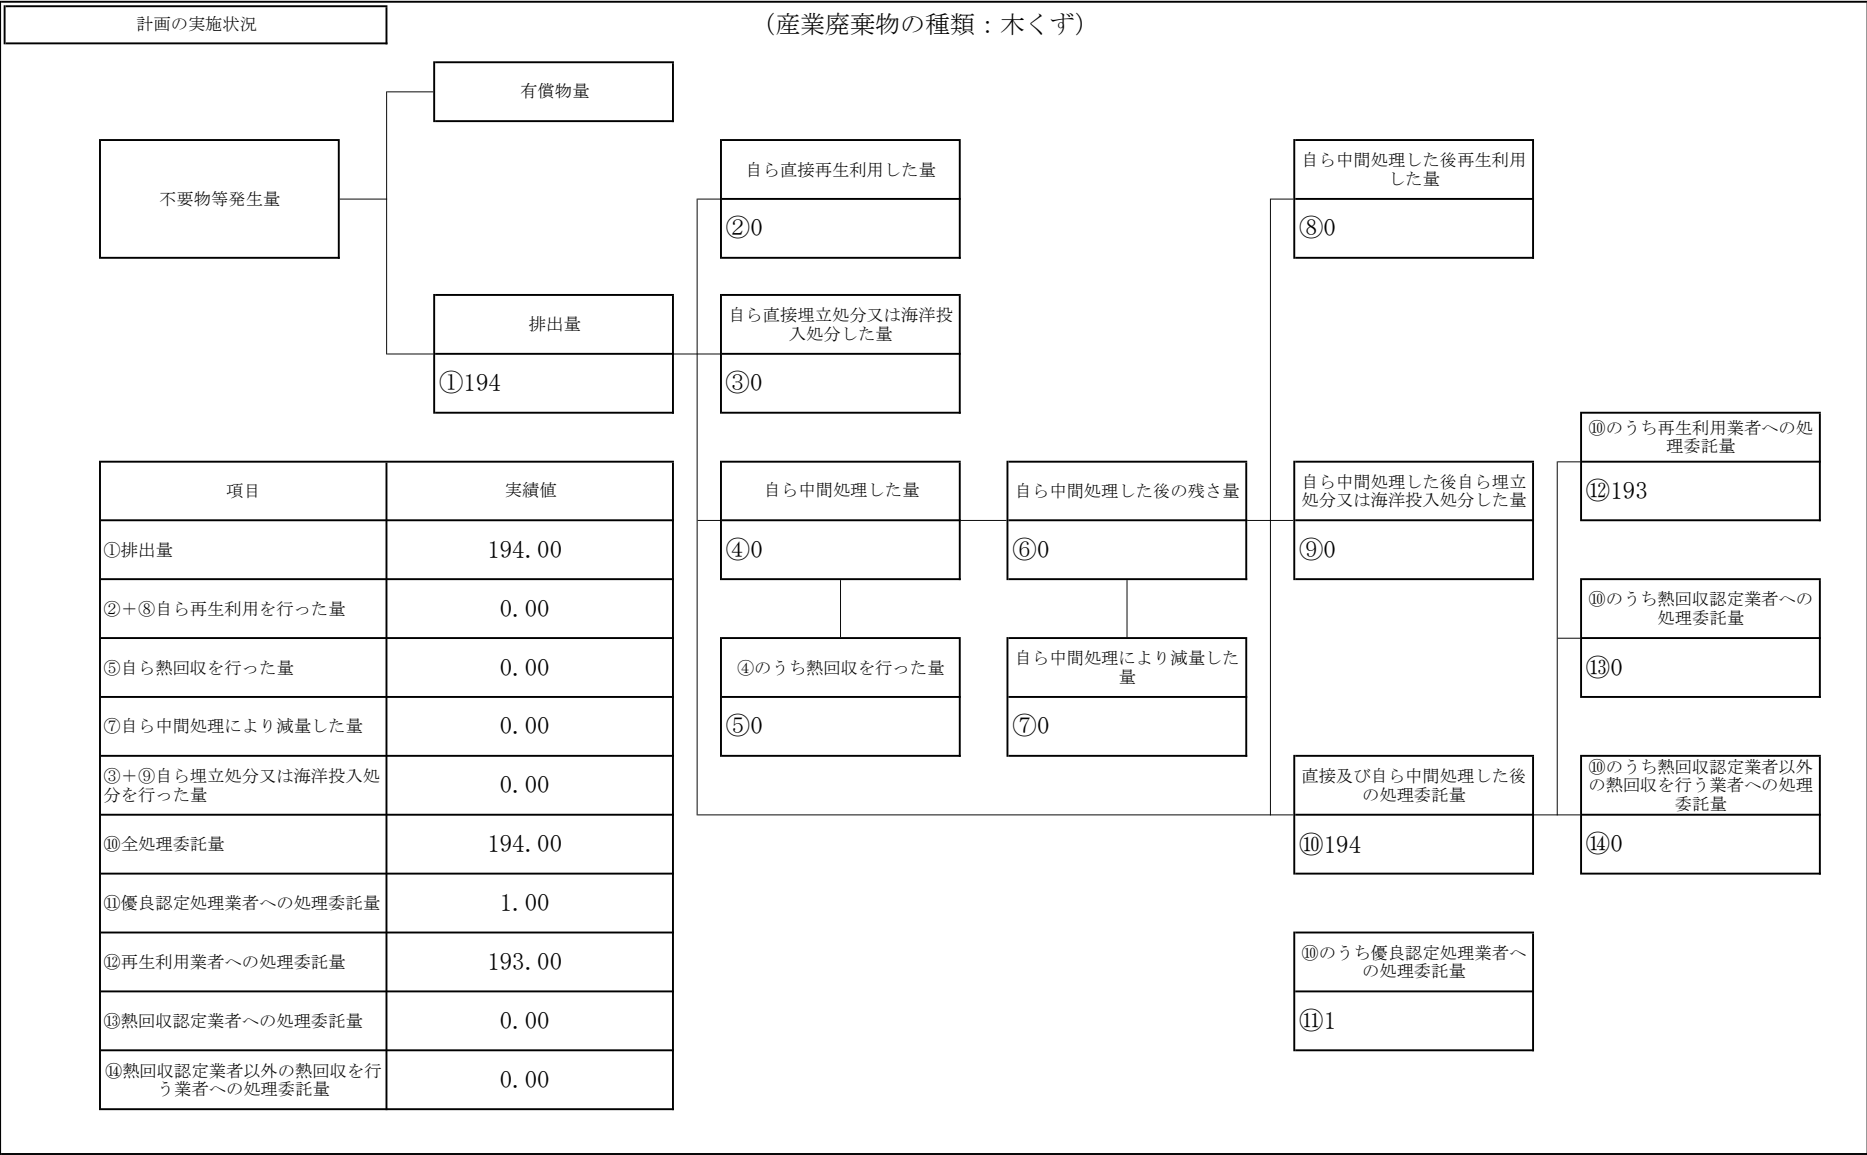 計画の実施状況
（産業廃棄物の種類：木くず）
有償物量
不要物等発生量
自ら直接再生利用した量
②0
自ら中間処理した後再生利用
した量
⑧0
排出量
①194
自ら直接埋立処分又は海洋投
入処分した量
③0
⑩のうち再生利用業者への処
理委託量
⑫193
自ら中間処理した量
④0
自ら中間処理した後の残さ量
⑥0
自ら中間処理した後自ら埋立
処分又は海洋投入処分した量
⑨0
⑩のうち熱回収認定業者への
処理委託量
⑬0
④のうち熱回収を行った量
⑤0
自ら中間処理により減量した
量
⑦0
直接及び自ら中間処理した後
の処理委託量
⑩194
⑩のうち熱回収認定業者以外
の熱回収を行う業者への処理
委託量
⑭0
⑩のうち優良認定処理業者へ
の処理委託量
⑪1
項目 実績値
①排出量 194.00
②＋⑧自ら再生利用を行った量 0.00
⑤自ら熱回収を行った量 0.00
⑦自ら中間処理により減量した量 0.00
③＋⑨自ら埋立処分又は海洋投入処
分を行った量 0.00
⑩全処理委託量 194.00
⑪優良認定処理業者への処理委託量 1.00
⑫再生利用業者への処理委託量 193.00
⑬熱回収認定業者への処理委託量 0.00
⑭熱回収認定業者以外の熱回収を行
う業者への処理委託量 0.00